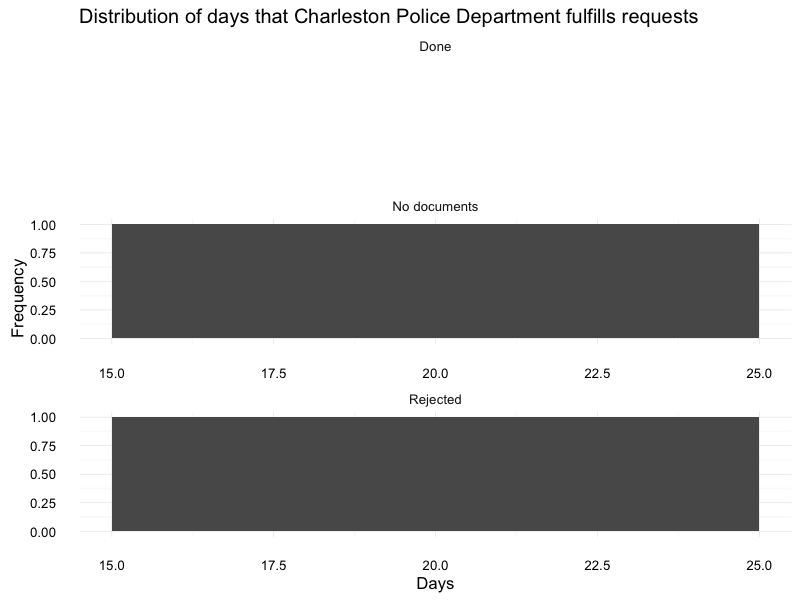 Distribution of days that Charleston Police Department fulfills requests
Done
No documents
1.00
0.75
0.50
0.25
0.00
15.0 17.5 20.0 22.5 25.0
Frequency
Rejected
1.00
0.75
0.50
0.25
0.00
15.0 17.5 20.0 22.5 25.0
Days